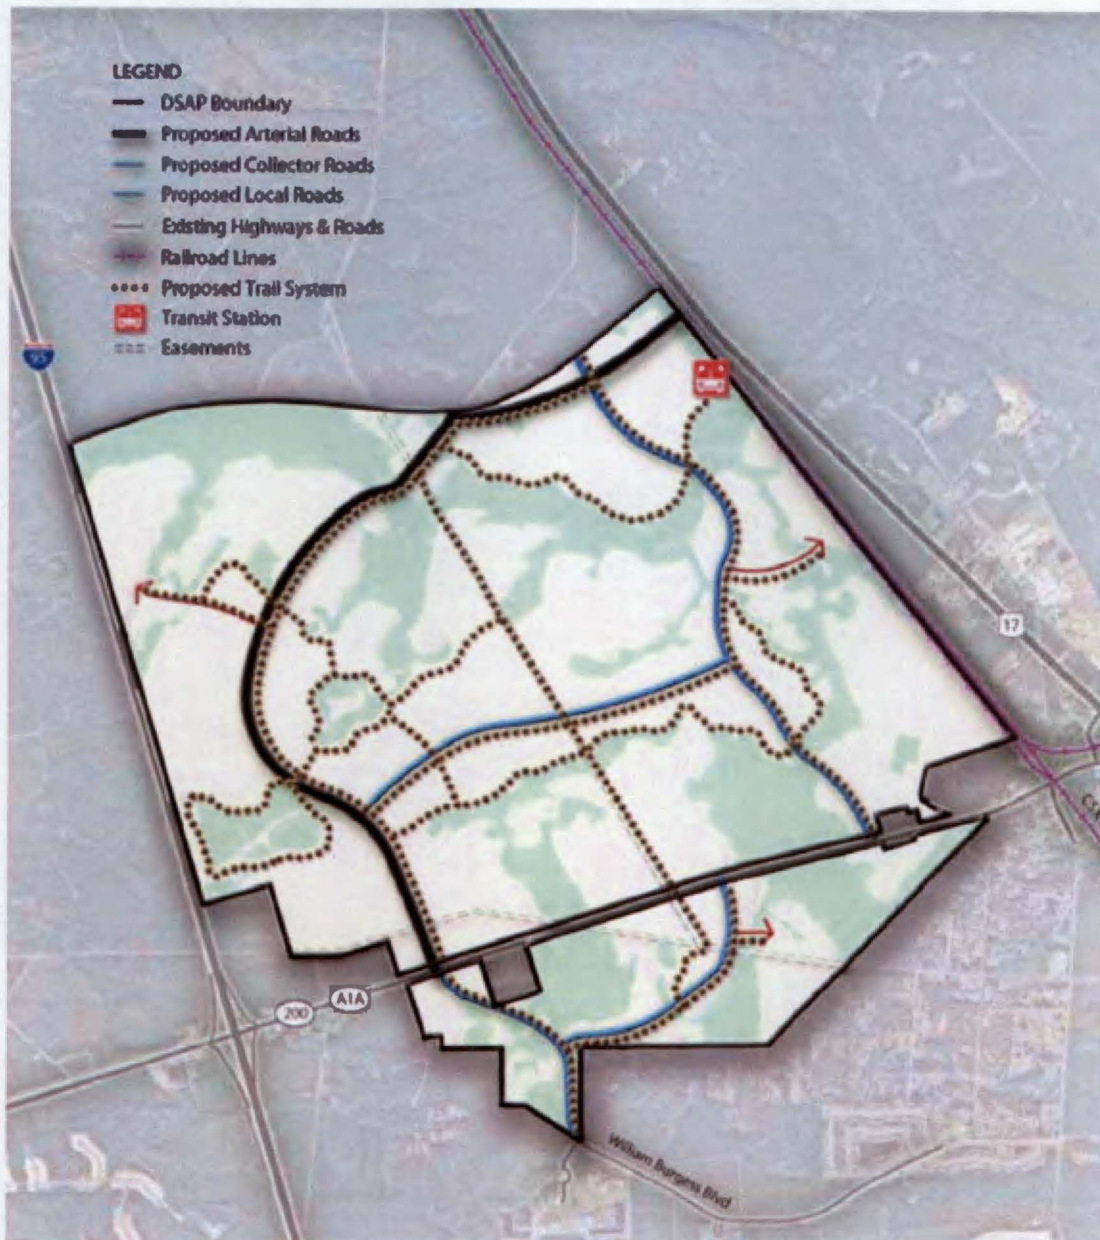 LEGEND
DSAP Boundary
Proposed Arterial Roads
Proposed Collector Roads
Proposed Local Roads
Existing Highways & Roads
Railroad Lines
Proposed Trail System
Transit Station
Easements
95
17
200
A1A
William Burgess Blvd